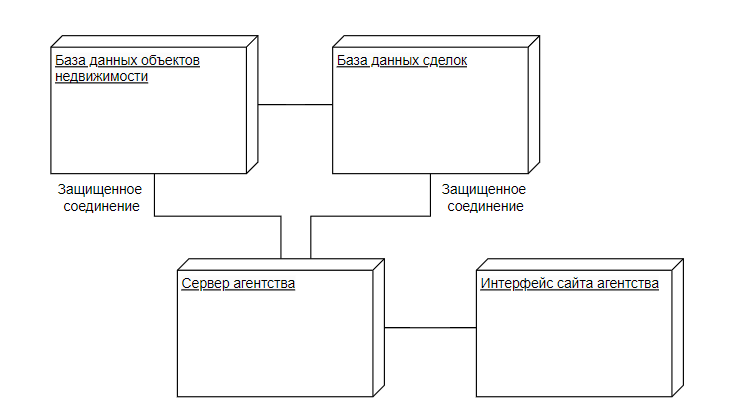 База данных объектов
недвижимости
База данных сделок
Защищенное
соединение
Защищенное
соединение
Сервер агентства
Интерфейс сайта агентства